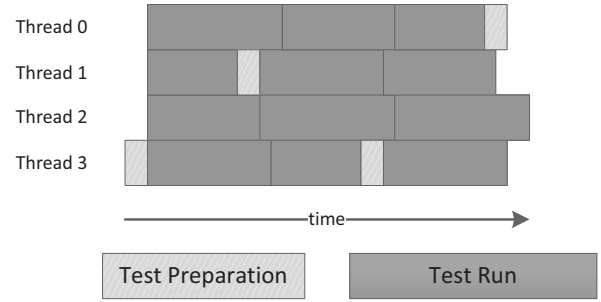 Thread 0
Thread 1
Thread 2
Thread 3
time
Test Preparation
Test Run